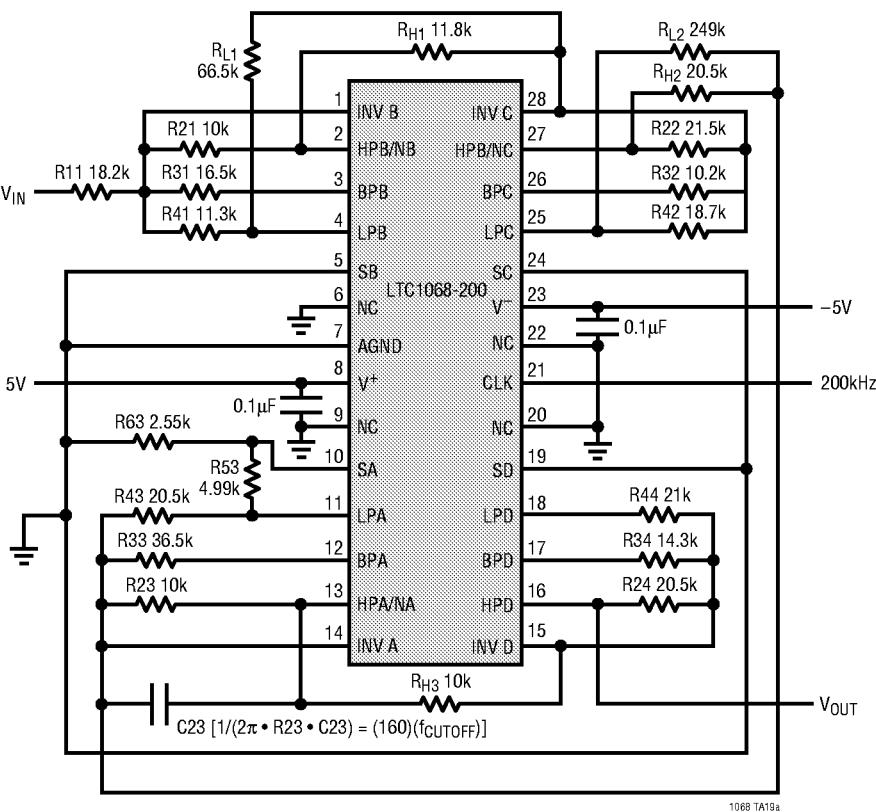 RL1
66.5k
RH1 11.8k
RL2 249k
RH2 20.5k
1
INV B
INV C
28
R21 10k
2
HPB/NB
HPB/NC
27
R22 21.5k
VIN
R11 18.2k
R31 16.5k
3
BPB
BPC
26
R32 10.2k
R41 11.3k
4
LPB
LPC
25
R42 18.7k
5
SB
SC
24
LTC1068-200
6
NC
V–
23
–5V
0.1µF
7
AGND
NC
22
5V
8
V+
CLK
21
200kHz
0.1µF
9
NC
NC
20
R63 2.55k
10
SA
SD
19
R53
4.99k
R43 20.5k
11
LPA
LPD
18
R44 21k
R33 36.5k
12
BPA
BPD
17
R34 14.3k
R23 10k
13
HPA/NA
HPD
16
R24 20.5k
14
INV A
INV D
15
RH3 10k
VOUT
C23 [1/(2π • R23 • C23) = (160)(fCUTOFF)]
1068 TA19a